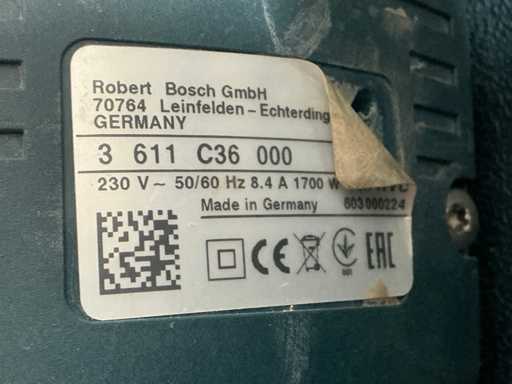 Robert Bosch GmbH
70764 Leinfelden-Echterding
GERMANY
3 611 C36 000
230 V ~ 50/60 Hz 8.4 A 1700 W
Made in Germany 603000224
CE EAC